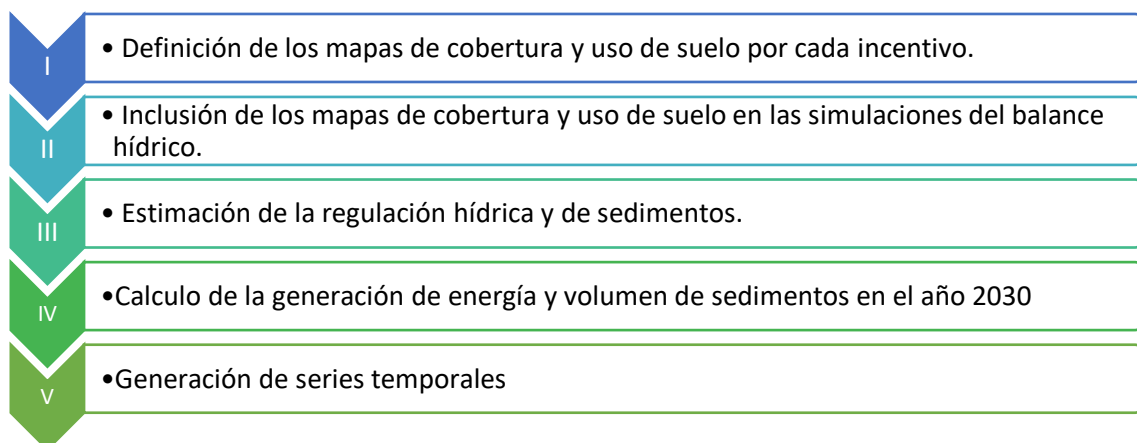 I
• Definición de los mapas de cobertura y uso de suelo por cada incentivo.
II
• Inclusión de los mapas de cobertura y uso de suelo en las simulaciones del balance
hídrico.
III
• Estimación de la regulación hídrica y de sedimentos.
IV
•Calculo de la generación de energía y volumen de sedimentos en el año 2030
V
•Generación de series temporales